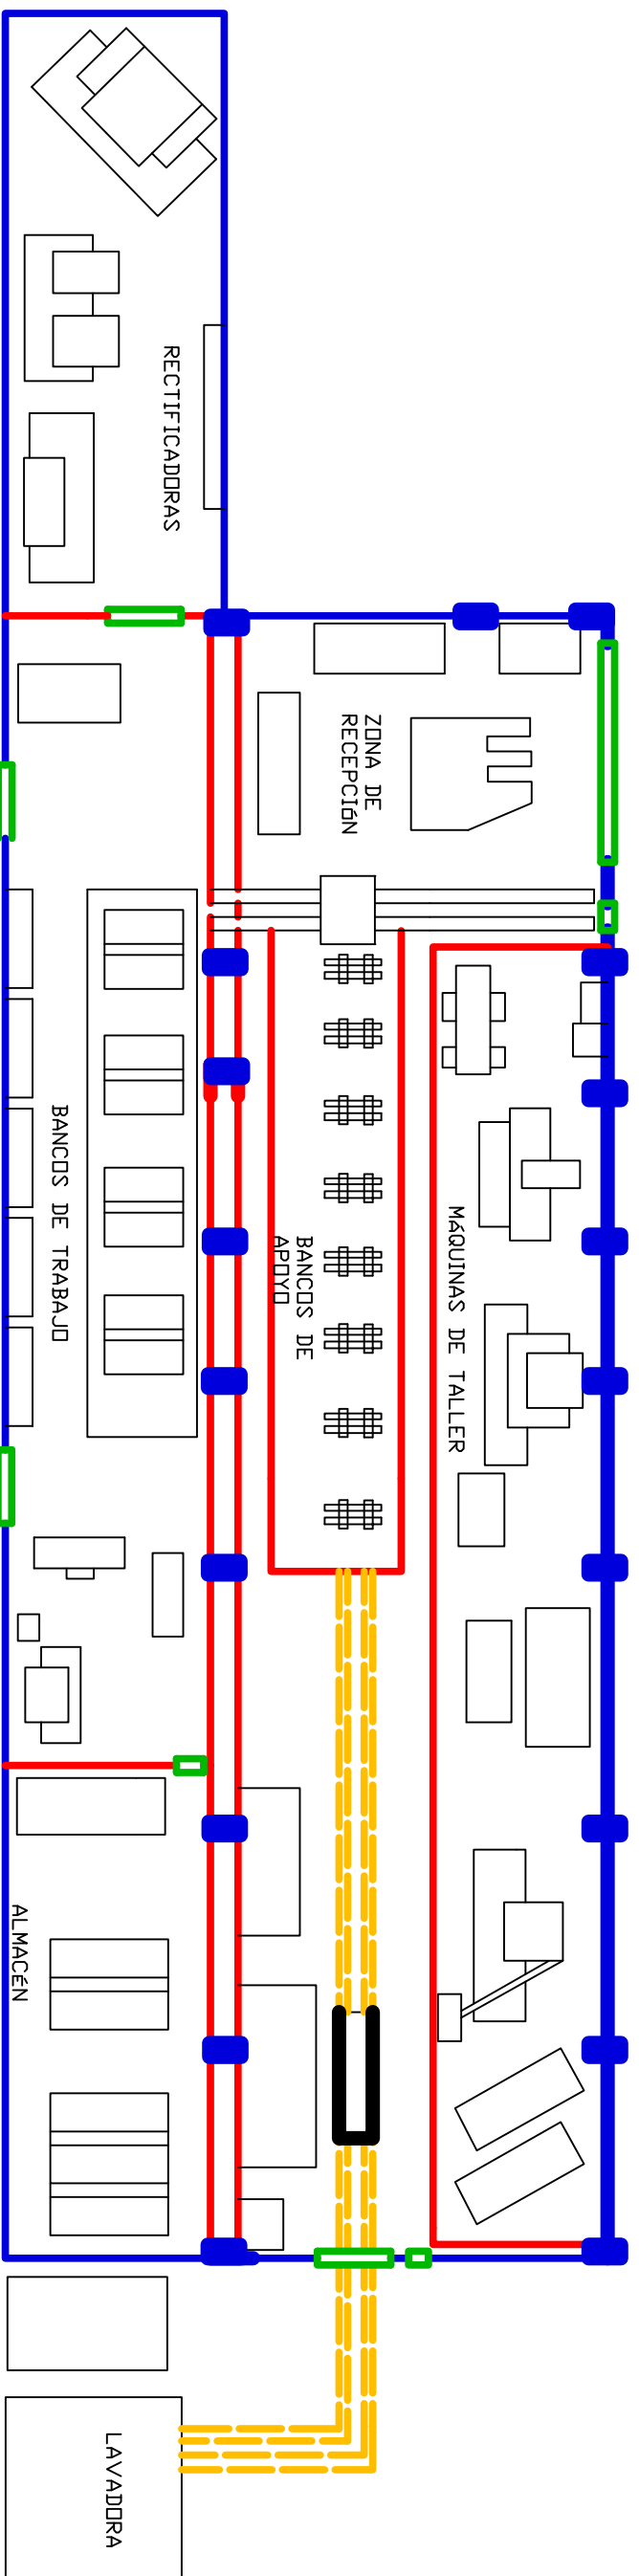 RECTIFICADORAS
ZONA DE
RECEPCIÓN
BANCOS DE TRABAJO
BANCOS DE
APOYO
MÁQUINAS DE TALLER
ALMACÉN
LAVADORA